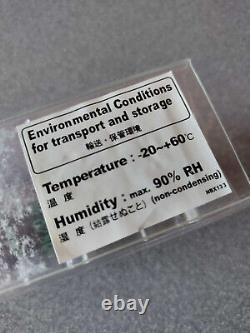 Environmental Conditions
for transport and storage
輸送・保管環境
Temperature : -20~+60℃
温度
Humidity : max. 90% RH
湿度 (結露せぬこと) (non-condensing)
HBX123